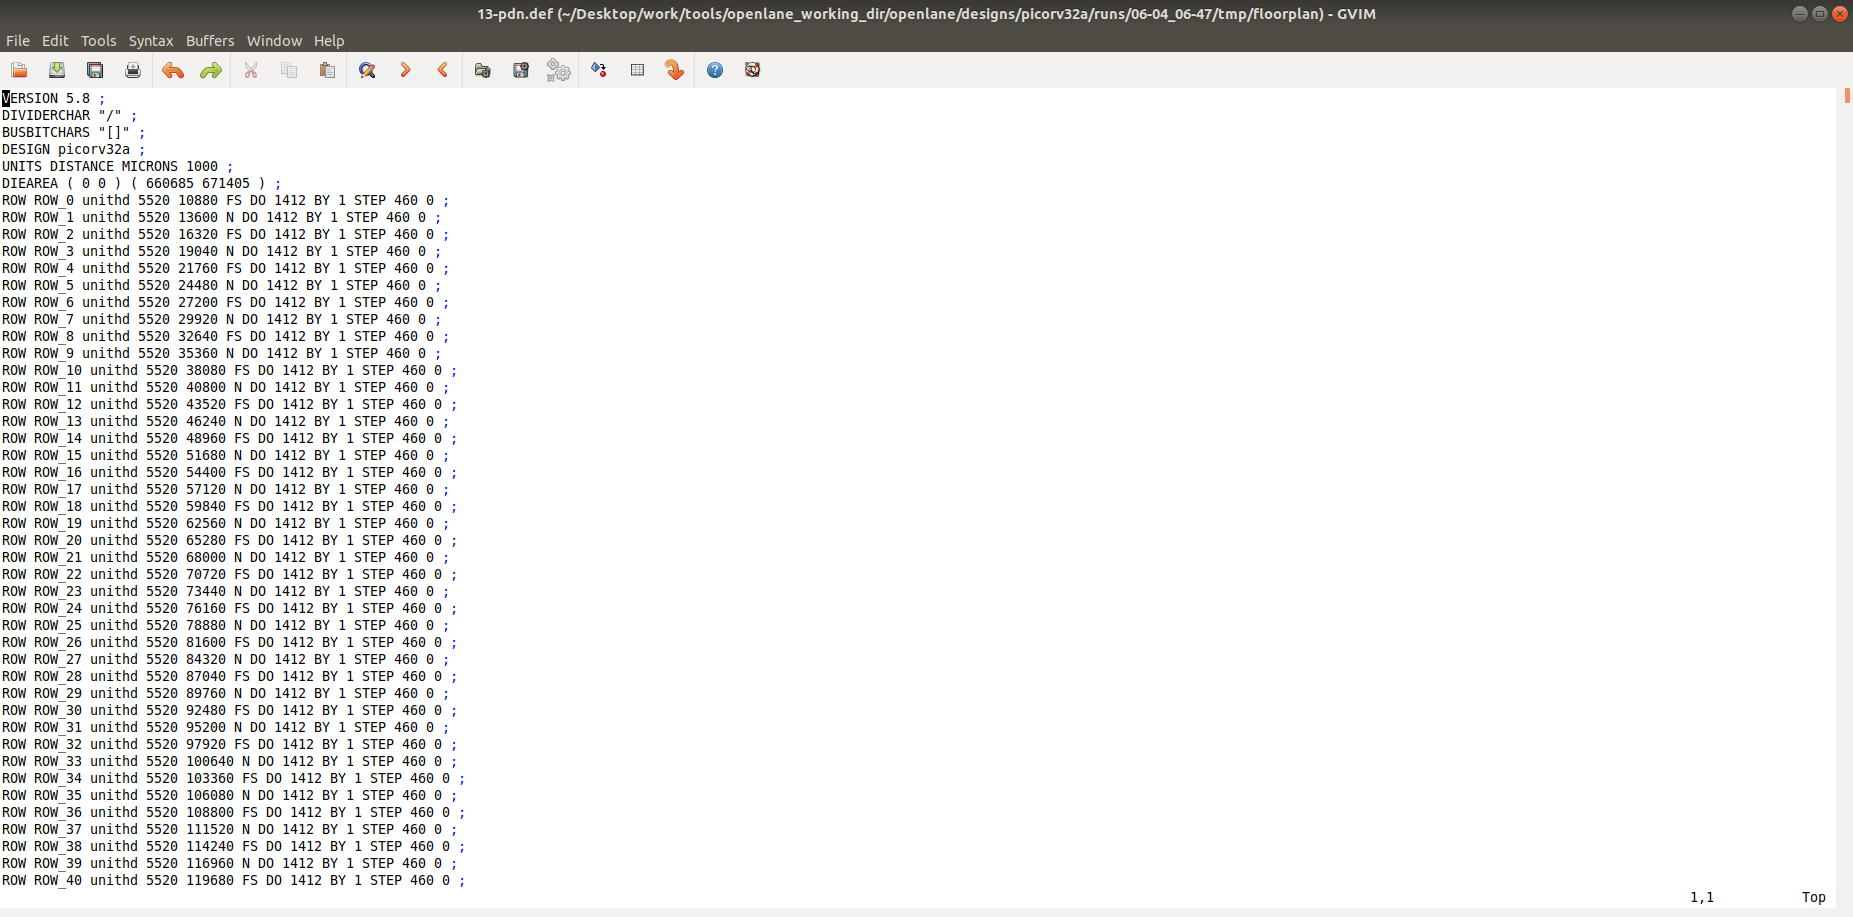 13-pdn.def (~/Desktop/work/tools/openlane_working_dir/openlane/designs/picorv32a/runs/06-04_06-47/tmp/floorplan) - GVIM
File Edit Tools Syntax Buffers Window Help
VERSION 5.8 ;
DIVIDERCHAR "/" ;
BUSBITCHARS "[]" ;
DESIGN picorv32a ;
UNITS DISTANCE MICRONS 1000 ;
DIEAREA ( 0 0 ) ( 660685 671405 ) ;
ROW ROW_0 unithd 5520 10880 FS DO 1412 BY 1 STEP 460 0 ;
ROW ROW_1 unithd 5520 13600 N DO 1412 BY 1 STEP 460 0 ;
ROW ROW_2 unithd 5520 16320 FS DO 1412 BY 1 STEP 460 0 ;
ROW ROW_3 unithd 5520 19040 N DO 1412 BY 1 STEP 460 0 ;
ROW ROW_4 unithd 5520 21760 FS DO 1412 BY 1 STEP 460 0 ;
ROW ROW_5 unithd 5520 24480 N DO 1412 BY 1 STEP 460 0 ;
ROW ROW_6 unithd 5520 27200 FS DO 1412 BY 1 STEP 460 0 ;
ROW ROW_7 unithd 5520 29920 N DO 1412 BY 1 STEP 460 0 ;
ROW ROW_8 unithd 5520 32640 FS DO 1412 BY 1 STEP 460 0 ;
ROW ROW_9 unithd 5520 35360 N DO 1412 BY 1 STEP 460 0 ;
ROW ROW_10 unithd 5520 38080 FS DO 1412 BY 1 STEP 460 0 ;
ROW ROW_11 unithd 5520 40800 N DO 1412 BY 1 STEP 460 0 ;
ROW ROW_12 unithd 5520 43520 FS DO 1412 BY 1 STEP 460 0 ;
ROW ROW_13 unithd 5520 46240 N DO 1412 BY 1 STEP 460 0 ;
ROW ROW_14 unithd 5520 48960 FS DO 1412 BY 1 STEP 460 0 ;
ROW ROW_15 unithd 5520 51680 N DO 1412 BY 1 STEP 460 0 ;
ROW ROW_16 unithd 5520 54400 FS DO 1412 BY 1 STEP 460 0 ;
ROW ROW_17 unithd 5520 57120 N DO 1412 BY 1 STEP 460 0 ;
ROW ROW_18 unithd 5520 59840 FS DO 1412 BY 1 STEP 460 0 ;
ROW ROW_19 unithd 5520 62560 N DO 1412 BY 1 STEP 460 0 ;
ROW ROW_20 unithd 5520 65280 FS DO 1412 BY 1 STEP 460 0 ;
ROW ROW_21 unithd 5520 68000 N DO 1412 BY 1 STEP 460 0 ;
ROW ROW_22 unithd 5520 70720 FS DO 1412 BY 1 STEP 460 0 ;
ROW ROW_23 unithd 5520 73440 N DO 1412 BY 1 STEP 460 0 ;
ROW ROW_24 unithd 5520 76160 FS DO 1412 BY 1 STEP 460 0 ;
ROW ROW_25 unithd 5520 78880 N DO 1412 BY 1 STEP 460 0 ;
ROW ROW_26 unithd 5520 81600 FS DO 1412 BY 1 STEP 460 0 ;
ROW ROW_27 unithd 5520 84320 N DO 1412 BY 1 STEP 460 0 ;
ROW ROW_28 unithd 5520 87040 FS DO 1412 BY 1 STEP 460 0 ;
ROW ROW_29 unithd 5520 89760 N DO 1412 BY 1 STEP 460 0 ;
ROW ROW_30 unithd 5520 92480 FS DO 1412 BY 1 STEP 460 0 ;
ROW ROW_31 unithd 5520 95200 N DO 1412 BY 1 STEP 460 0 ;
ROW ROW_32 unithd 5520 97920 FS DO 1412 BY 1 STEP 460 0 ;
ROW ROW_33 unithd 5520 100640 N DO 1412 BY 1 STEP 460 0 ;
ROW ROW_34 unithd 5520 103360 FS DO 1412 BY 1 STEP 460 0 ;
ROW ROW_35 unithd 5520 106080 N DO 1412 BY 1 STEP 460 0 ;
ROW ROW_36 unithd 5520 108800 FS DO 1412 BY 1 STEP 460 0 ;
ROW ROW_37 unithd 5520 111520 N DO 1412 BY 1 STEP 460 0 ;
ROW ROW_38 unithd 5520 114240 FS DO 1412 BY 1 STEP 460 0 ;
ROW ROW_39 unithd 5520 116960 N DO 1412 BY 1 STEP 460 0 ;
ROW ROW_40 unithd 5520 119680 FS DO 1412 BY 1 STEP 460 0 ;
1,1 Top